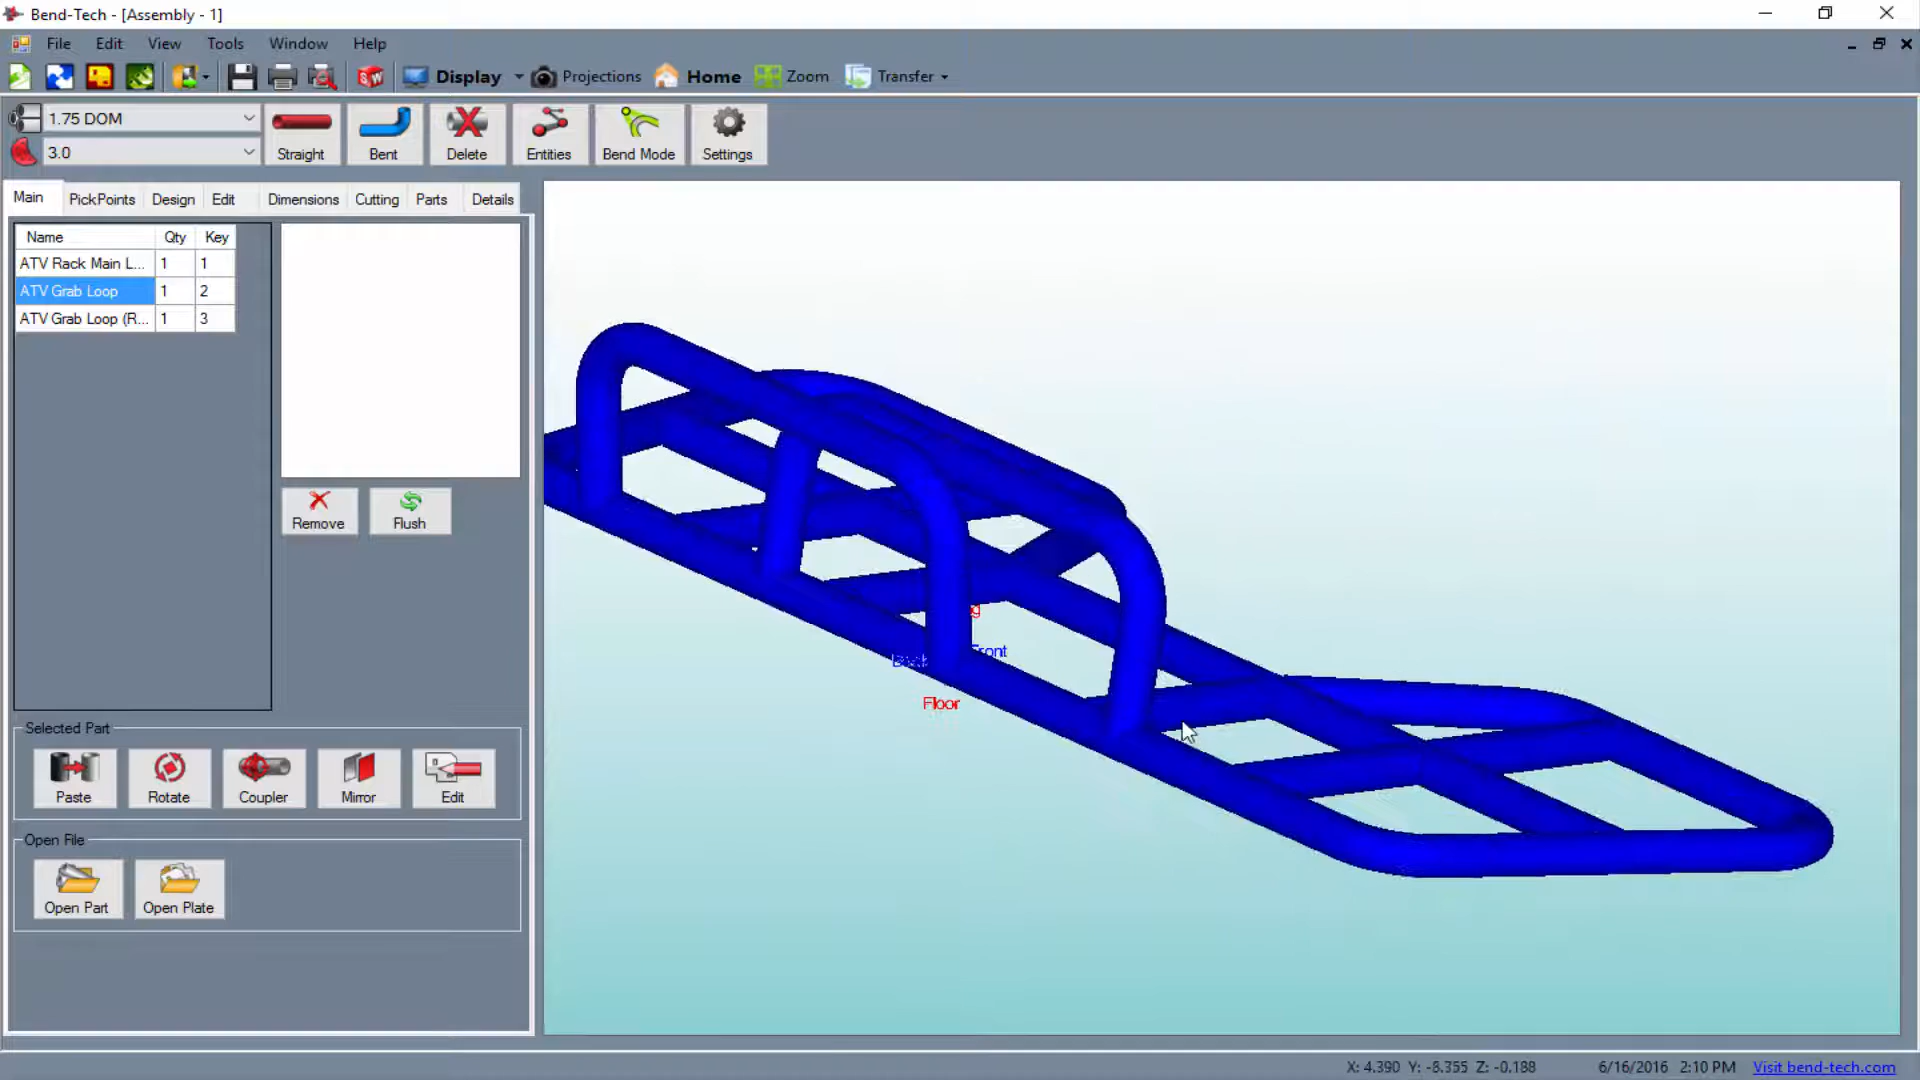 Bend-Tech - [Assembly - 1]
File Edit View Tools Window Help
Display Projections Home Zoom Transfer
1.75 DOM
3.0
Straight Bent Delete Entities Bend Mode Settings
Main PickPoints Design Edit Dimensions Cutting Parts Details
Name Qty Key
ATV Rack Main L... 1 1
ATV Grab Loop 1 2
ATV Grab Loop (R... 1 3
Remove Flush
Front
Floor
Selected Part
Paste Rotate Coupler Mirror Edit
Open File
Open Part Open Plate
X: 4.390 Y: -8.355 Z: -0.188 6/16/2016 2:10 PM Visit bend-tech.com